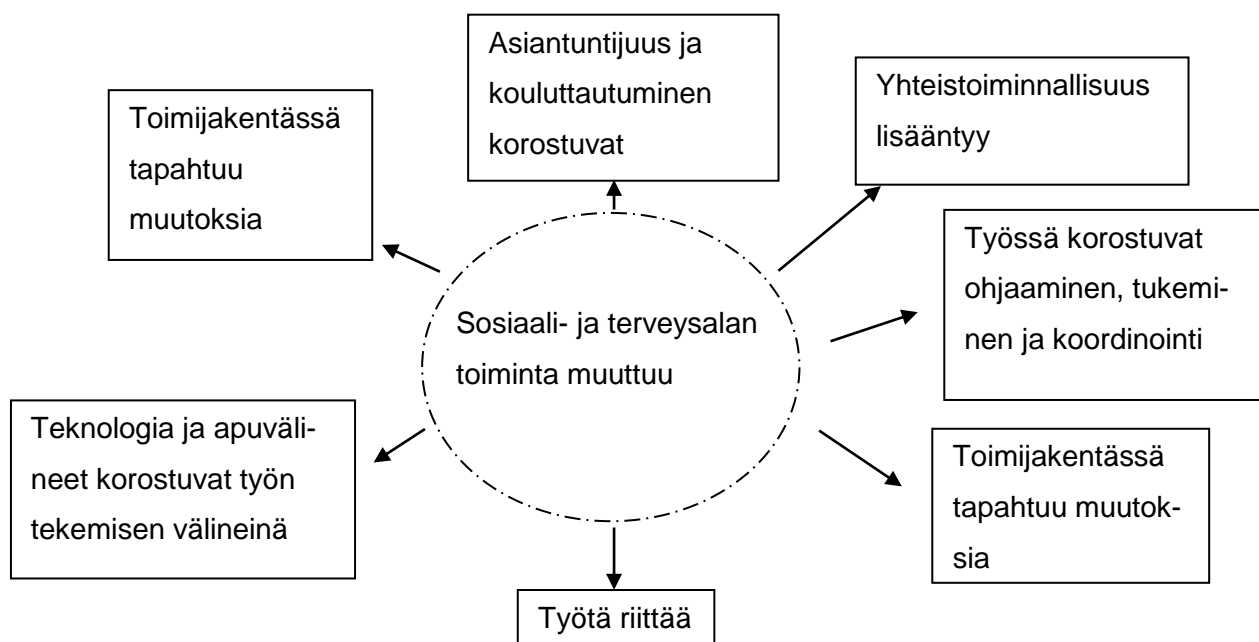 Asiantuntijuus ja
kouluttautuminen
korostuvat
Yhteistoiminnallisuus
lisääntyy
Toimijakentässä
tapahtuu
muutoksia
Työssä korostuvat
ohjaaminen, tukemi-
nen ja koordinointi
Sosiaali- ja terveysalan
toiminta muuttuu
Teknologia ja apuväli-
neet korostuvat työn
tekemisen välineinä
Toimijakentässä
tapahtuu muutok-
sia
Työtä riittää